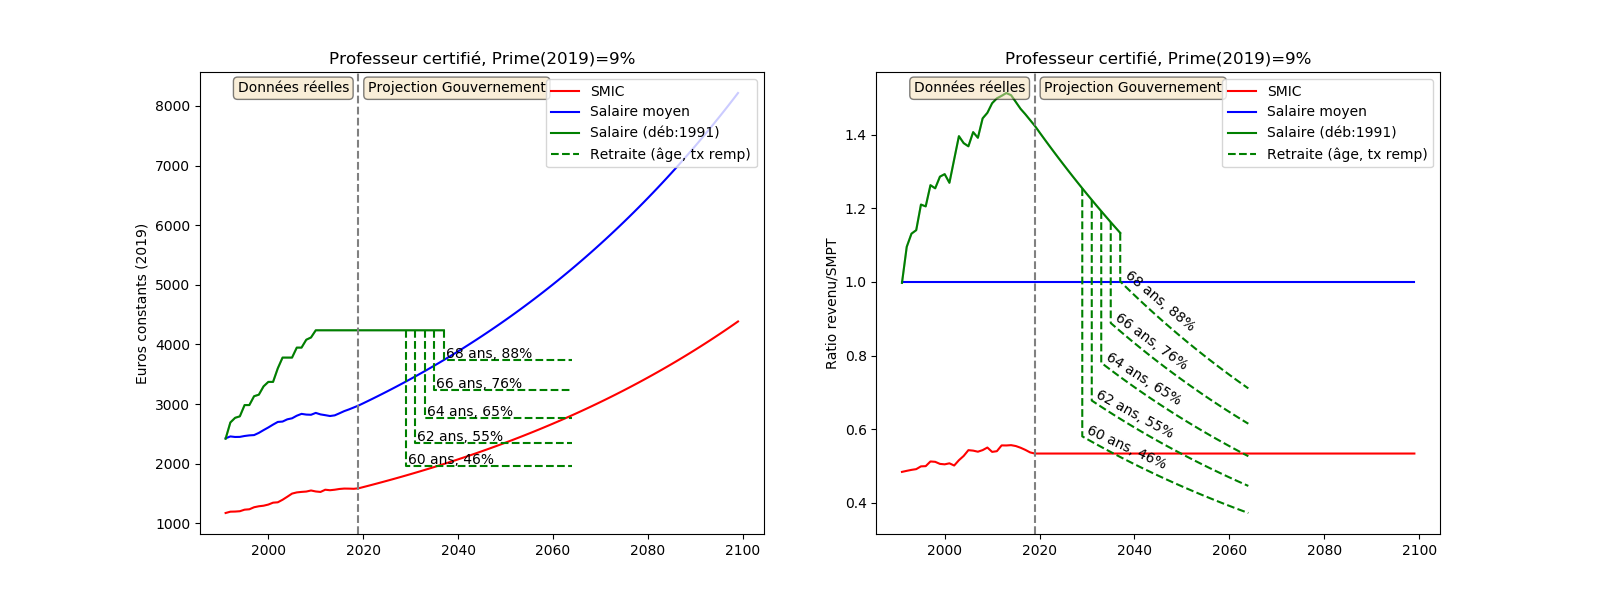 Professeur certifié, Prime(2019)=9%
Données réelles
Projection Gouvernement
SMIC
Salaire moyen
Salaire (déb:1991)
Retraite (âge, tx remp)
Euros constants (2019)
8000
7000
6000
5000
4000
3000
2000
1000
68 ans, 88%
66 ans, 76%
64 ans, 65%
62 ans, 55%
60 ans, 46%
2000
2020
2040
2060
2080
2100
Professeur certifié, Prime(2019)=9%
Données réelles
Projection Gouvernement
SMIC
Salaire moyen
Salaire (déb:1991)
Retraite (âge, tx remp)
Ratio revenu/SMPT
1.4
1.2
1.0
0.8
0.6
0.4
68 ans, 88%
66 ans, 76%
64 ans, 65%
62 ans, 55%
60 ans, 46%
2000
2020
2040
2060
2080
2100